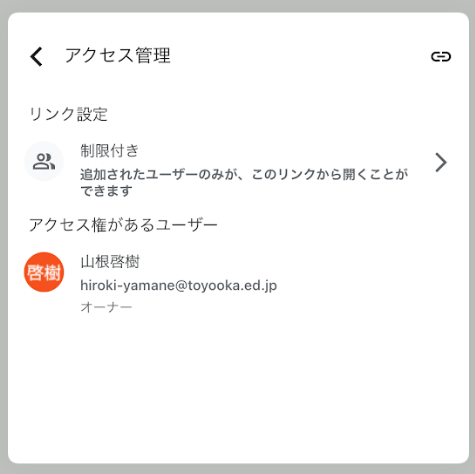 アクセス管理
リンク設定
制限付き
追加されたユーザーのみが、このリンクから開くことが
できます
アクセス権があるユーザー
啓樹
山根啓樹
hiroki-yamane@toyooka.ed.jp
オーナー